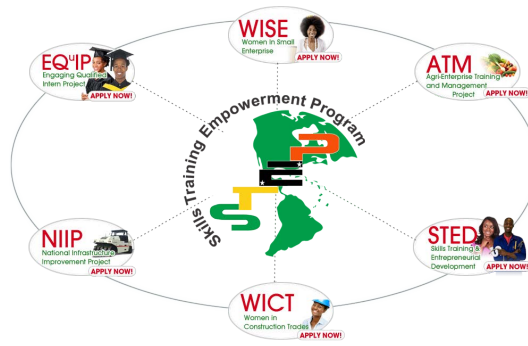 WISE
Women in Small
Enterprise
APPLY NOW!
EQuIP
Engaging Qualified
Intern Project
APPLY NOW!
ATM
Agri-Enterprise Training
and Management
Project
APPLY NOW!
Skills Training Empowerment Program
STEP
NIIP
National Infrastructure
Improvement Project
APPLY NOW!
STED
Skills Training &
Entrepreneurial
Development
APPLY NOW!
WICT
Women in
Construction Trades
APPLY NOW!